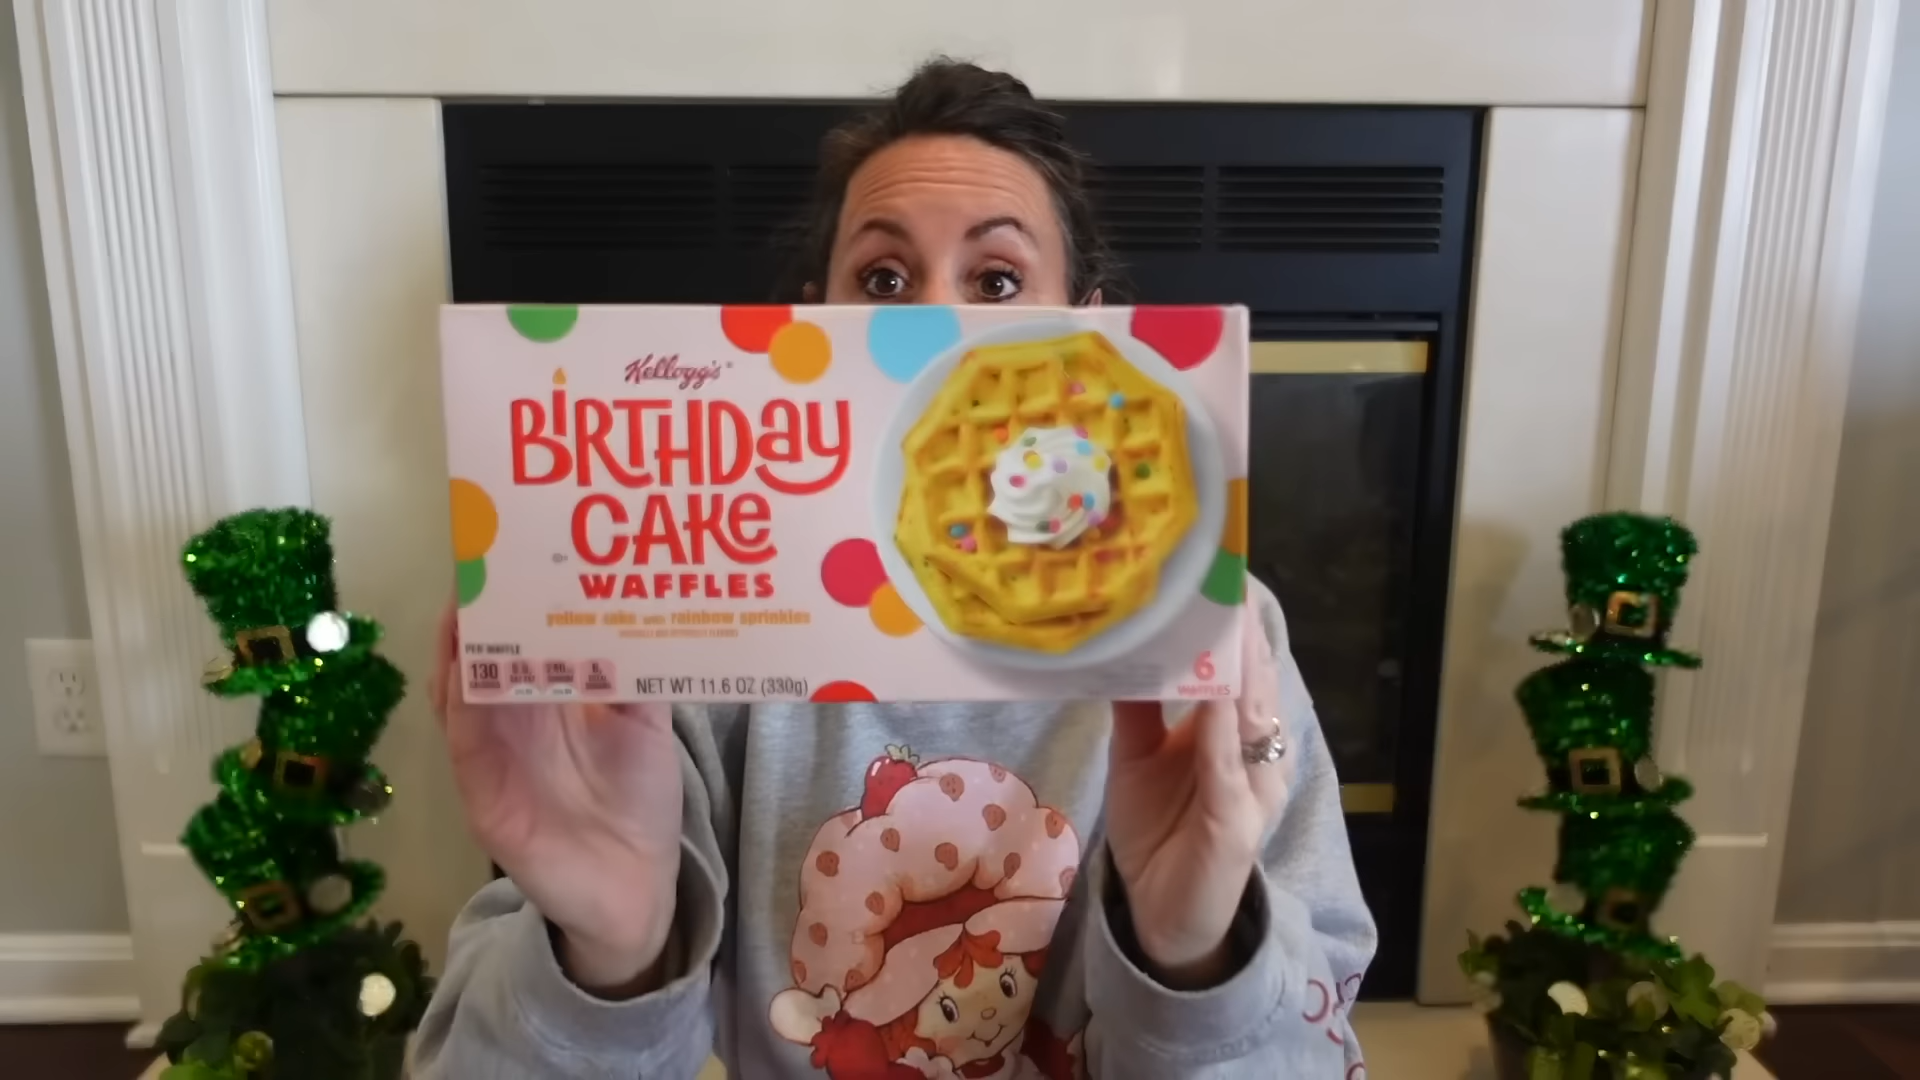 Kellogg's
BIRTHDAY
CAKE
WAFFLES
yellow cake with rainbow sprinkles
PER WAFFLE
130
CALORIES
NET WT 11.6 OZ (330g)
6
WAFFLES